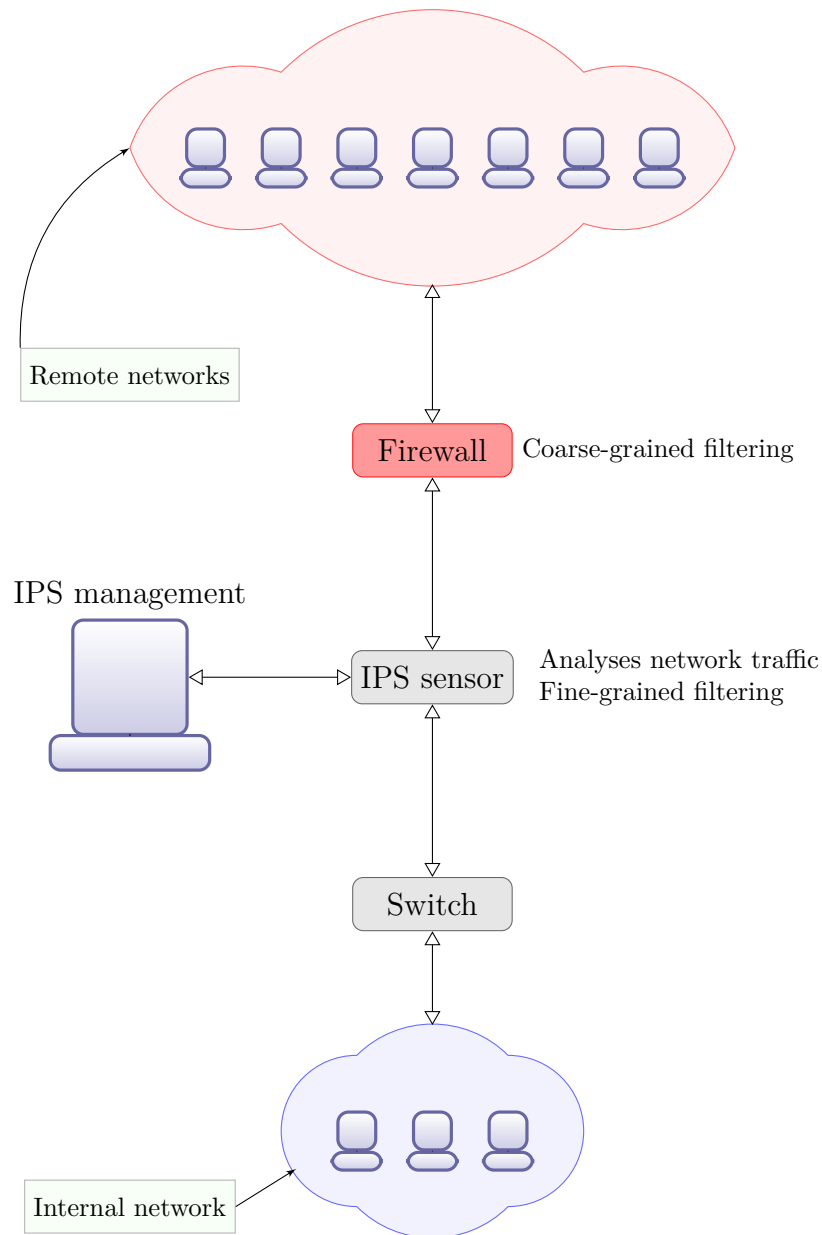 Remote networks
Firewall
Coarse-grained filtering
IPS management
IPS sensor
Analyses network traffic
Fine-grained filtering
Switch
Internal network